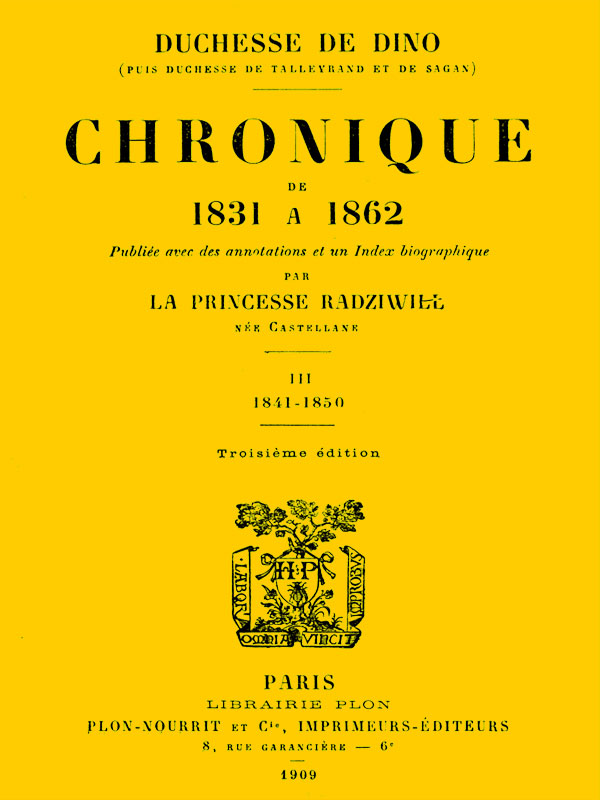 DUCHESSE DE DINO
(PUIS DUCHESSE DE TALLEYRAND ET DE SAGAN)
CHRONIQUE
DE
1831 A 1862
Publiée avec des annotations et un Index biographique
PAR
LA PRINCESSE RADZIWIŁŁ
NÉE CASTELLANE
III
1841-1850
Troisième édition
H P
LABOR
IMPROBUS
OMNIA VINCIT
PARIS
LIBRAIRIE PLON
PLON-NOURRIT ET Cie, IMPRIMEURS-ÉDITEURS
8, RUE GARANCIÈRE — 6e
1909